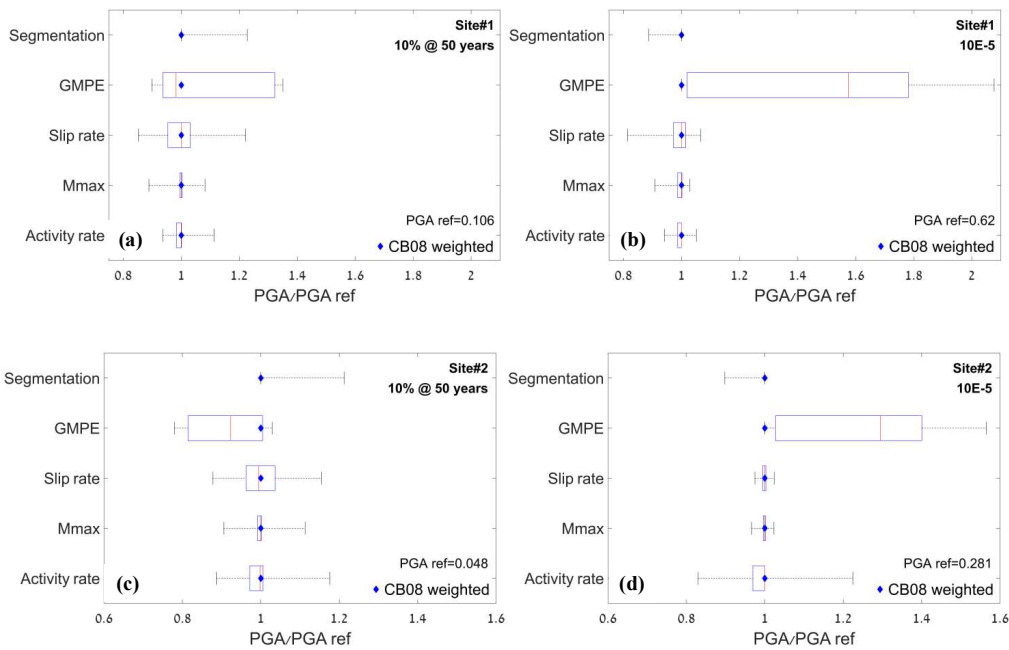 Site#1
10% @ 50 years
Segmentation
GMPE
Slip rate
Mmax
Activity rate
(a)
PGA ref=0.106
CB08 weighted
0.8 1 1.2 1.4 1.6 1.8 2
PGA/PGA ref
Site#1
10E-5
Segmentation
GMPE
Slip rate
Mmax
Activity rate
(b)
PGA ref=0.62
CB08 weighted
0.8 1 1.2 1.4 1.6 1.8 2
PGA/PGA ref
Site#2
10% @ 50 years
Segmentation
GMPE
Slip rate
Mmax
Activity rate
(c)
PGA ref=0.048
CB08 weighted
0.6 0.8 1 1.2 1.4 1.6
PGA/PGA ref
Site#2
10E-5
Segmentation
GMPE
Slip rate
Mmax
Activity rate
(d)
PGA ref=0.281
CB08 weighted
0.6 0.8 1 1.2 1.4 1.6
PGA/PGA ref